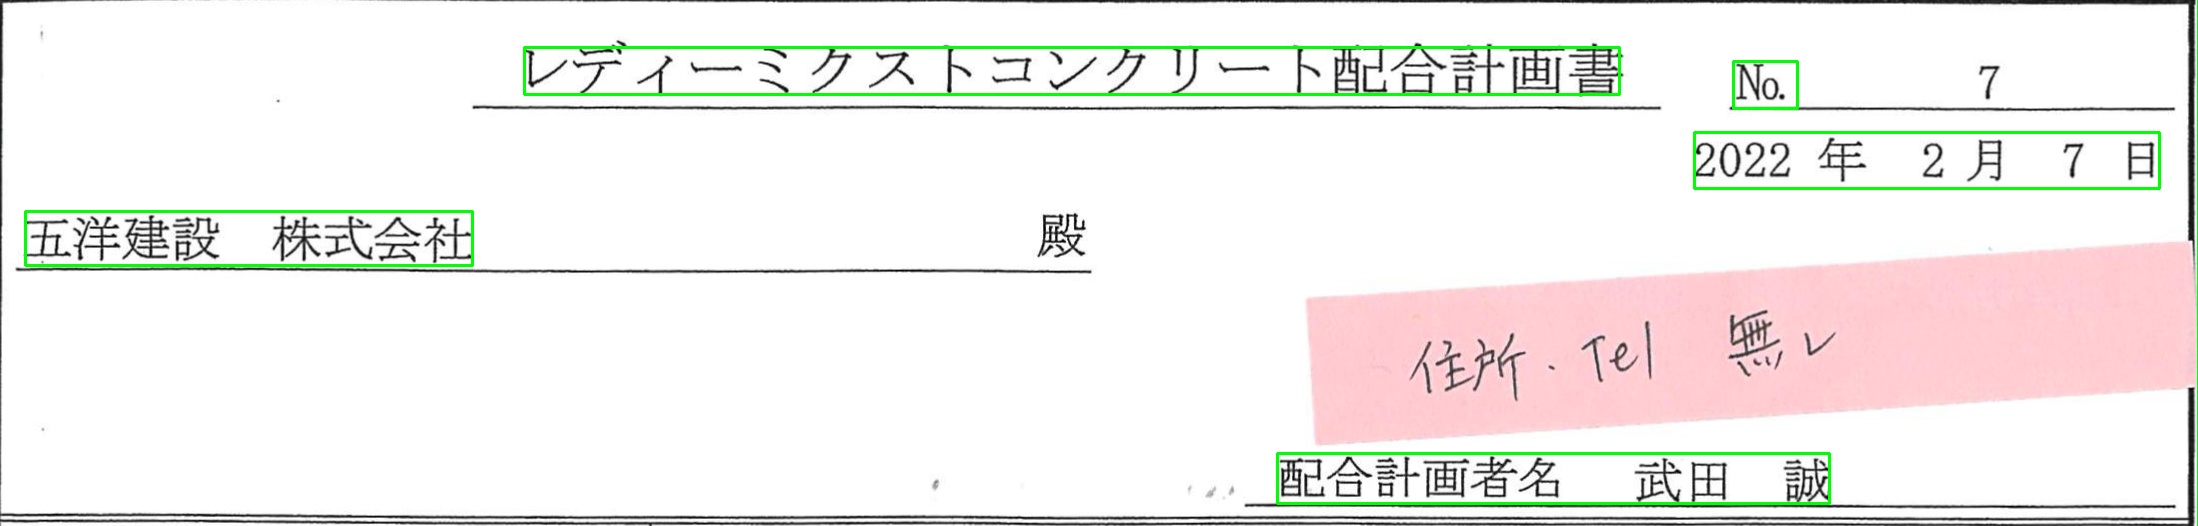 レディーミクストコンクリート配合計画書
No. 7
2022 年 2 月 7 日
五洋建設 株式会社 殿
住所.Tel 無し
配合計画者名 武田 誠